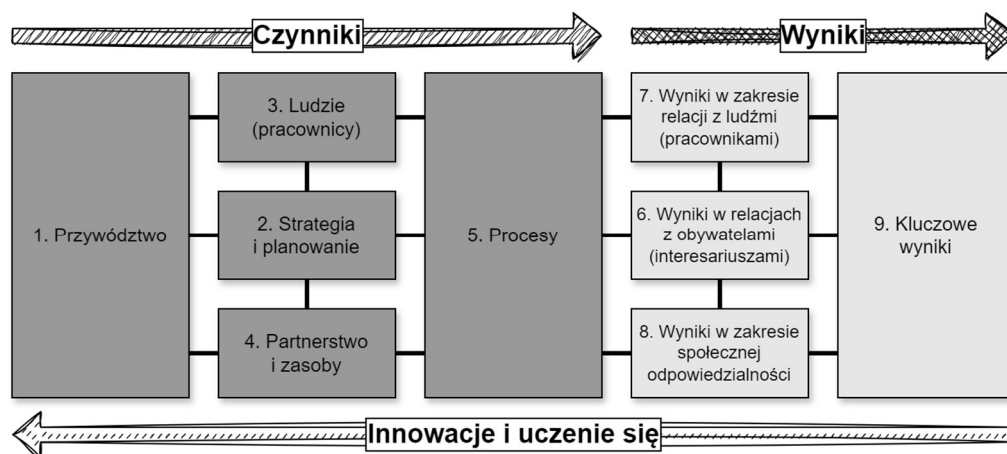 Czynniki
Wyniki
1. Przywództwo
3. Ludzie
(pracownicy)
2. Strategia
i planowanie
4. Partnerstwo
i zasoby
5. Procesy
7. Wyniki w zakresie
relacji z ludźmi
(pracownikami)
6. Wyniki w relacjach
z obywatelami
(interesariuszami)
8. Wyniki w zakresie
społecznej
odpowiedzialności
9. Kluczowe
wyniki
Innowacje i uczenie się